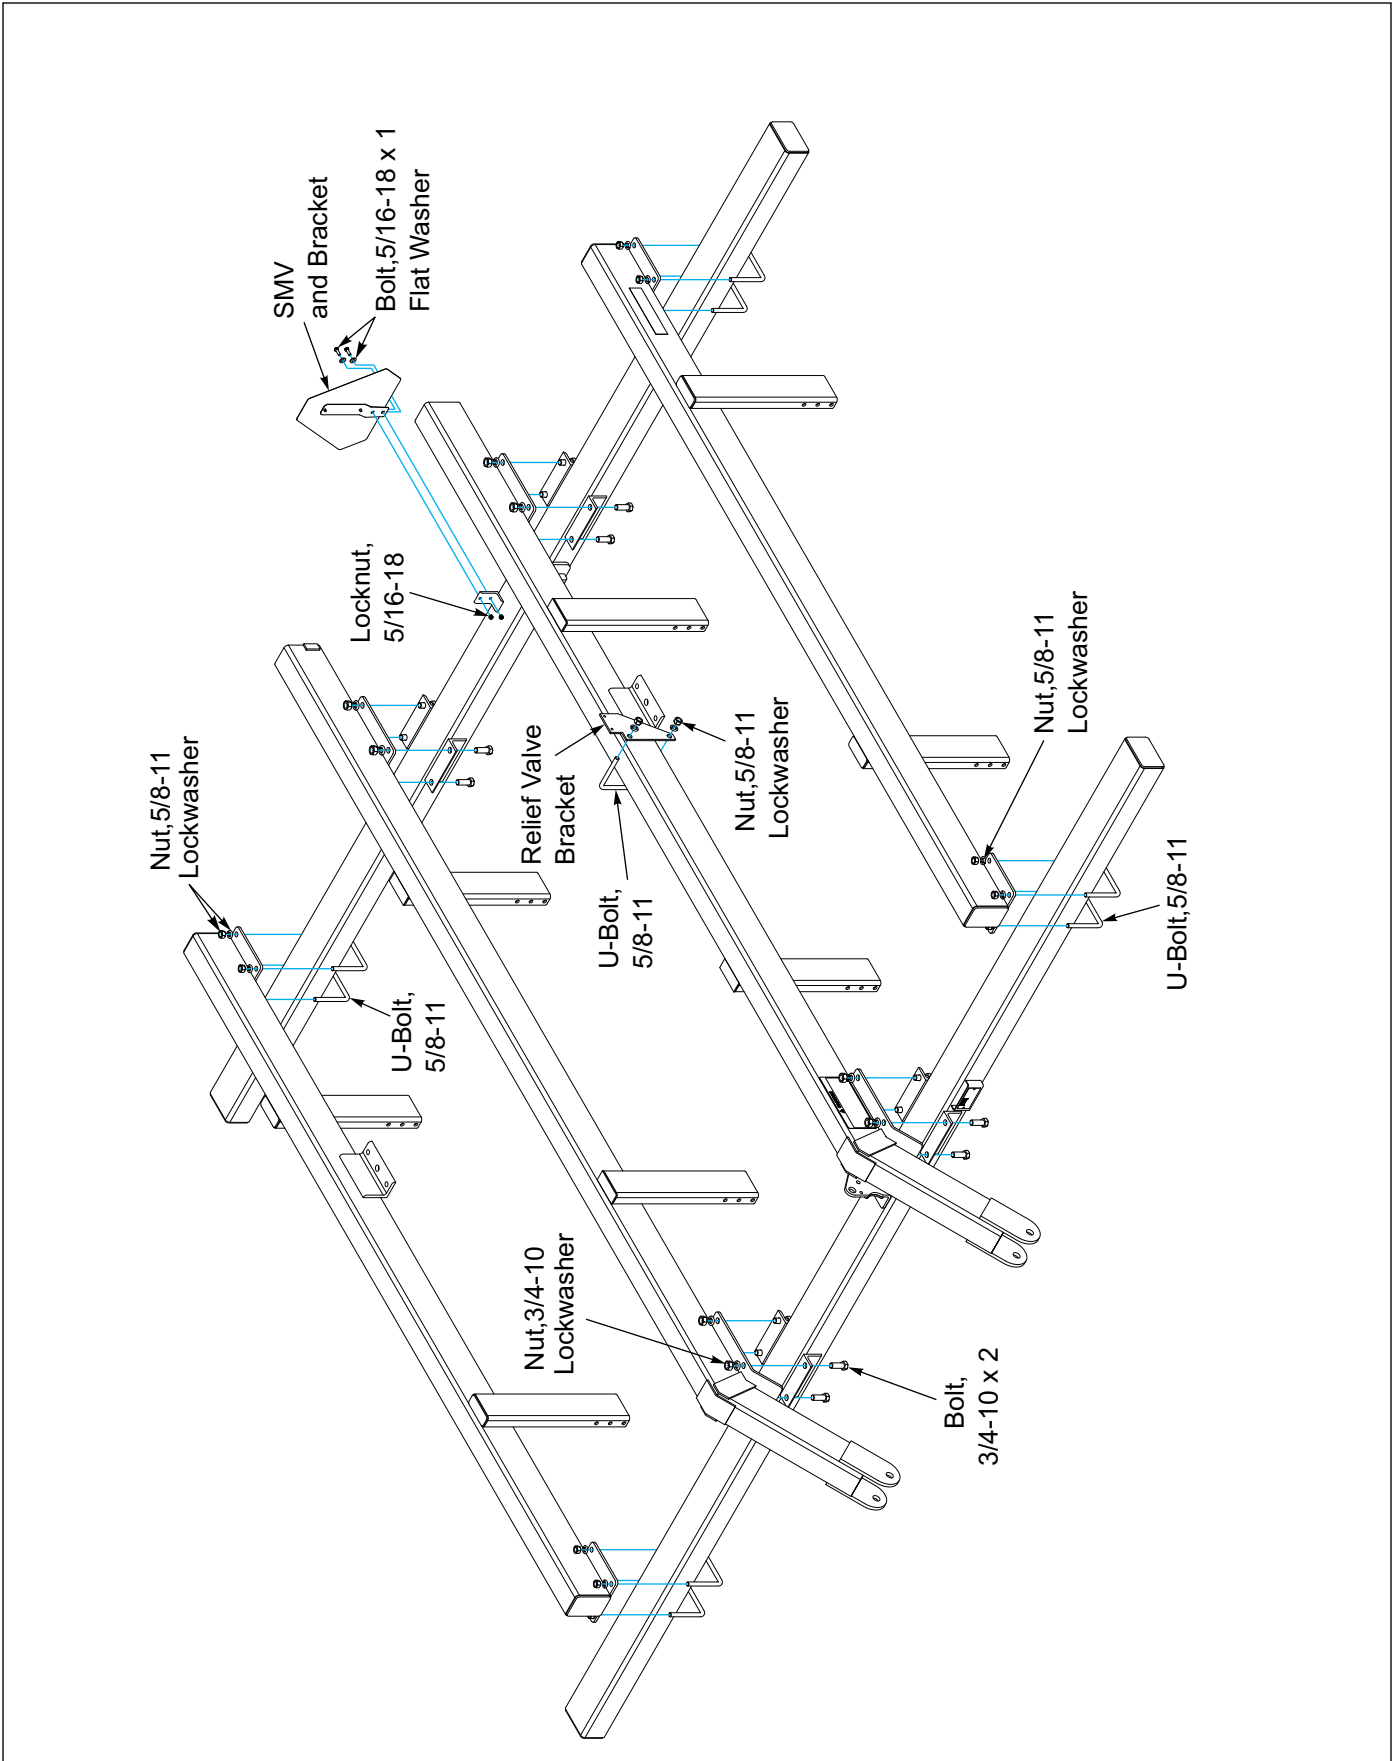 Nut,5/8-11
Lockwasher
SMV
and Bracket
Bolt,5/16-18 x 1
Flat Washer
Locknut,
5/16-18
U-Bolt,
5/8-11
Nut,3/4-10
Lockwasher
Relief Valve
Bracket
U-Bolt,
5/8-11
Nut,5/8-11
Lockwasher
Bolt,
3/4-10 x 2
Nut,5/8-11
Lockwasher
U-Bolt,5/8-11